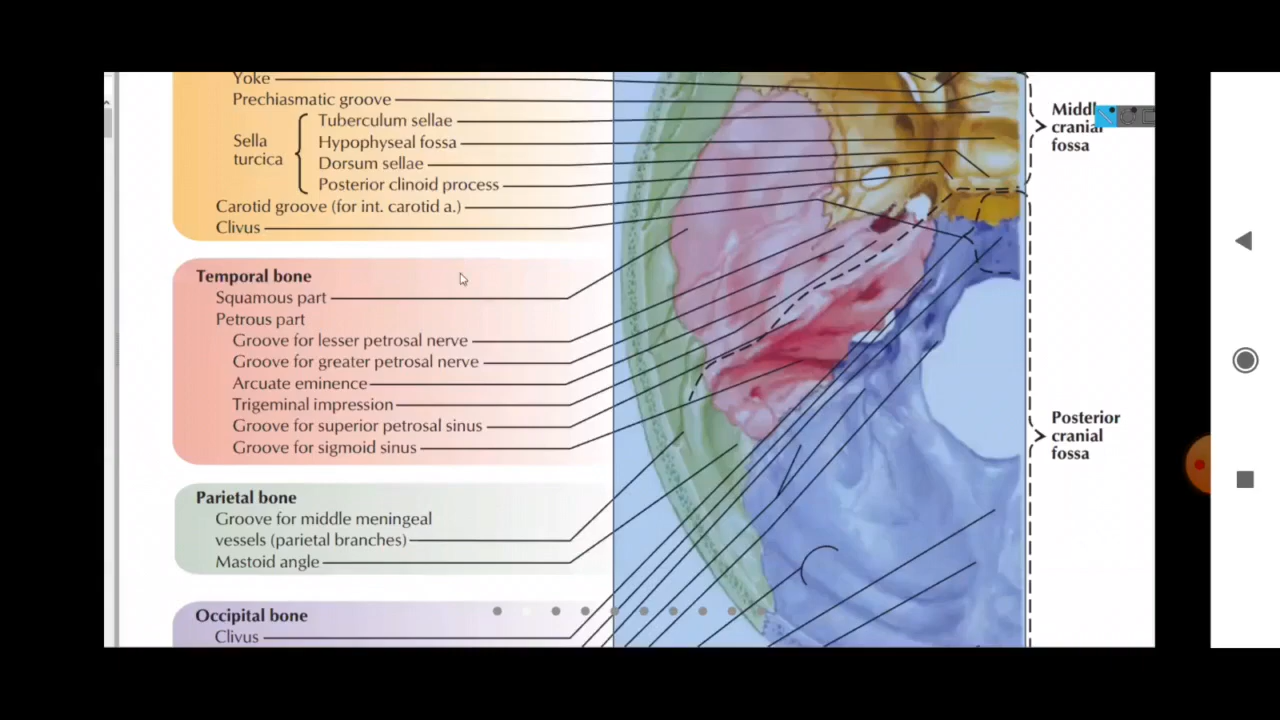 Yoke
Prechiasmatic groove
Sella
turcica
Tuberculum sellae
Hypophyseal fossa
Dorsum sellae
Posterior clinoid process
Carotid groove (for int. carotid a.)
Clivus
Temporal bone
Squamous part
Petrous part
Groove for lesser petrosal nerve
Groove for greater petrosal nerve
Arcuate eminence
Trigeminal impression
Groove for superior petrosal sinus
Groove for sigmoid sinus
Parietal bone
Groove for middle meningeal
vessels (parietal branches)
Mastoid angle
Occipital bone
Clivus
cranial
fossa
Posterior
cranial
fossa